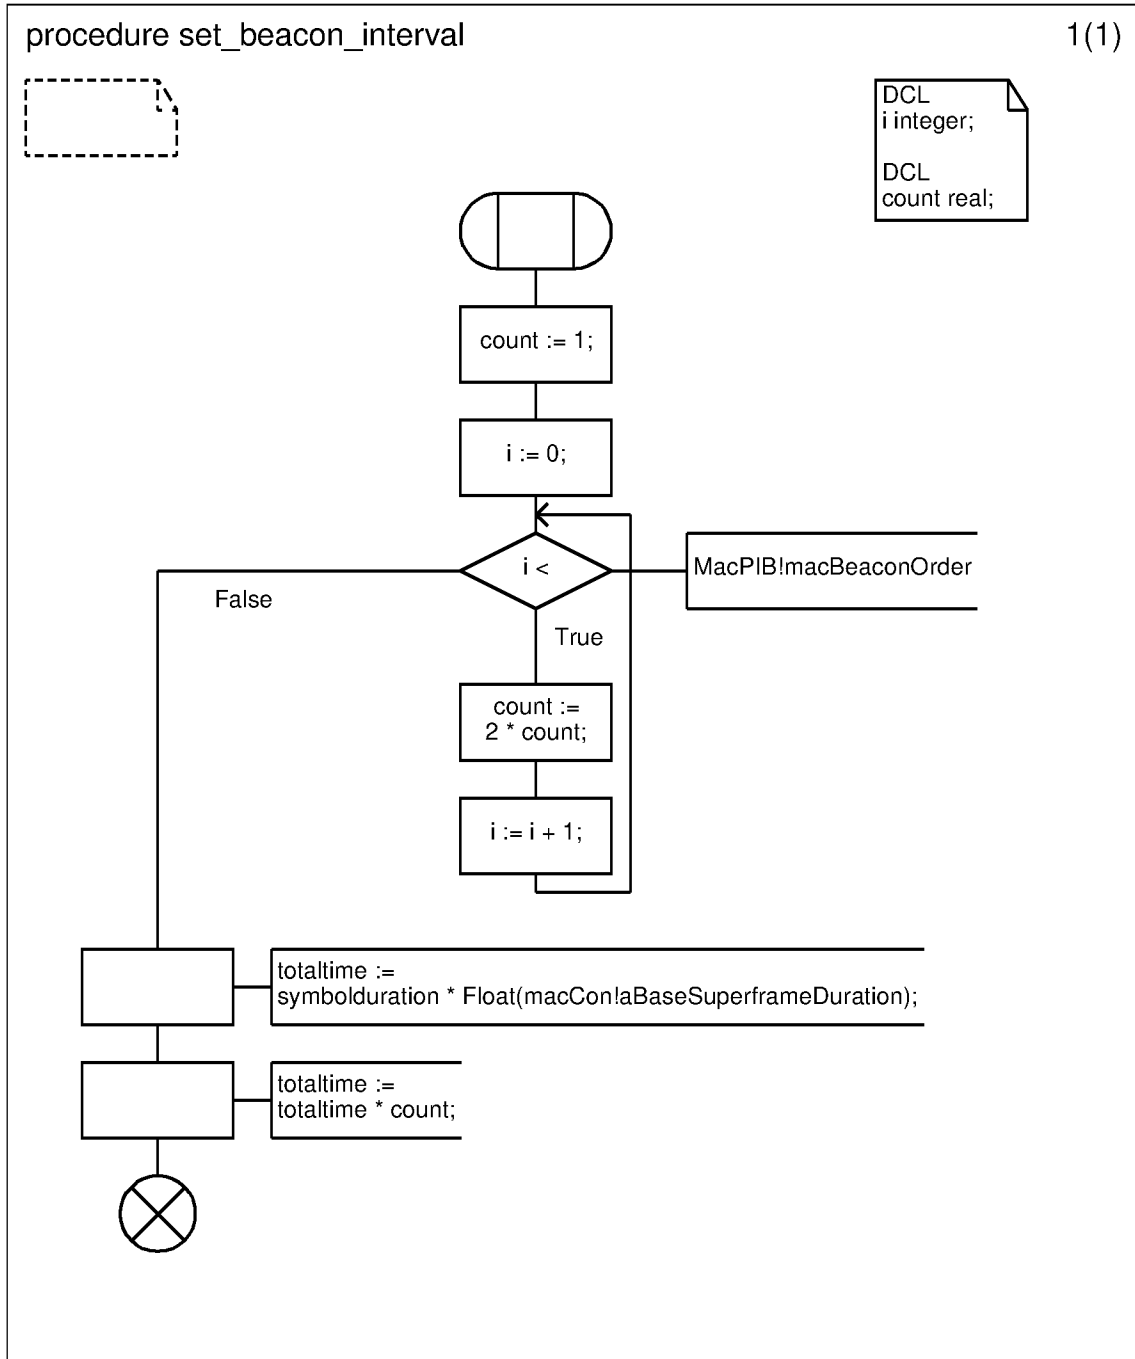 procedure set_beacon_interval
1(1)
DCL
i integer;
DCL
count real;
count := 1;
i := 0;
i <
MacPIB!macBeaconOrder
False
True
count :=
2 * count;
i := i + 1;
totaltime :=
symbolduration * Float(macCon!aBaseSuperframeDuration);
totaltime :=
totaltime * count;